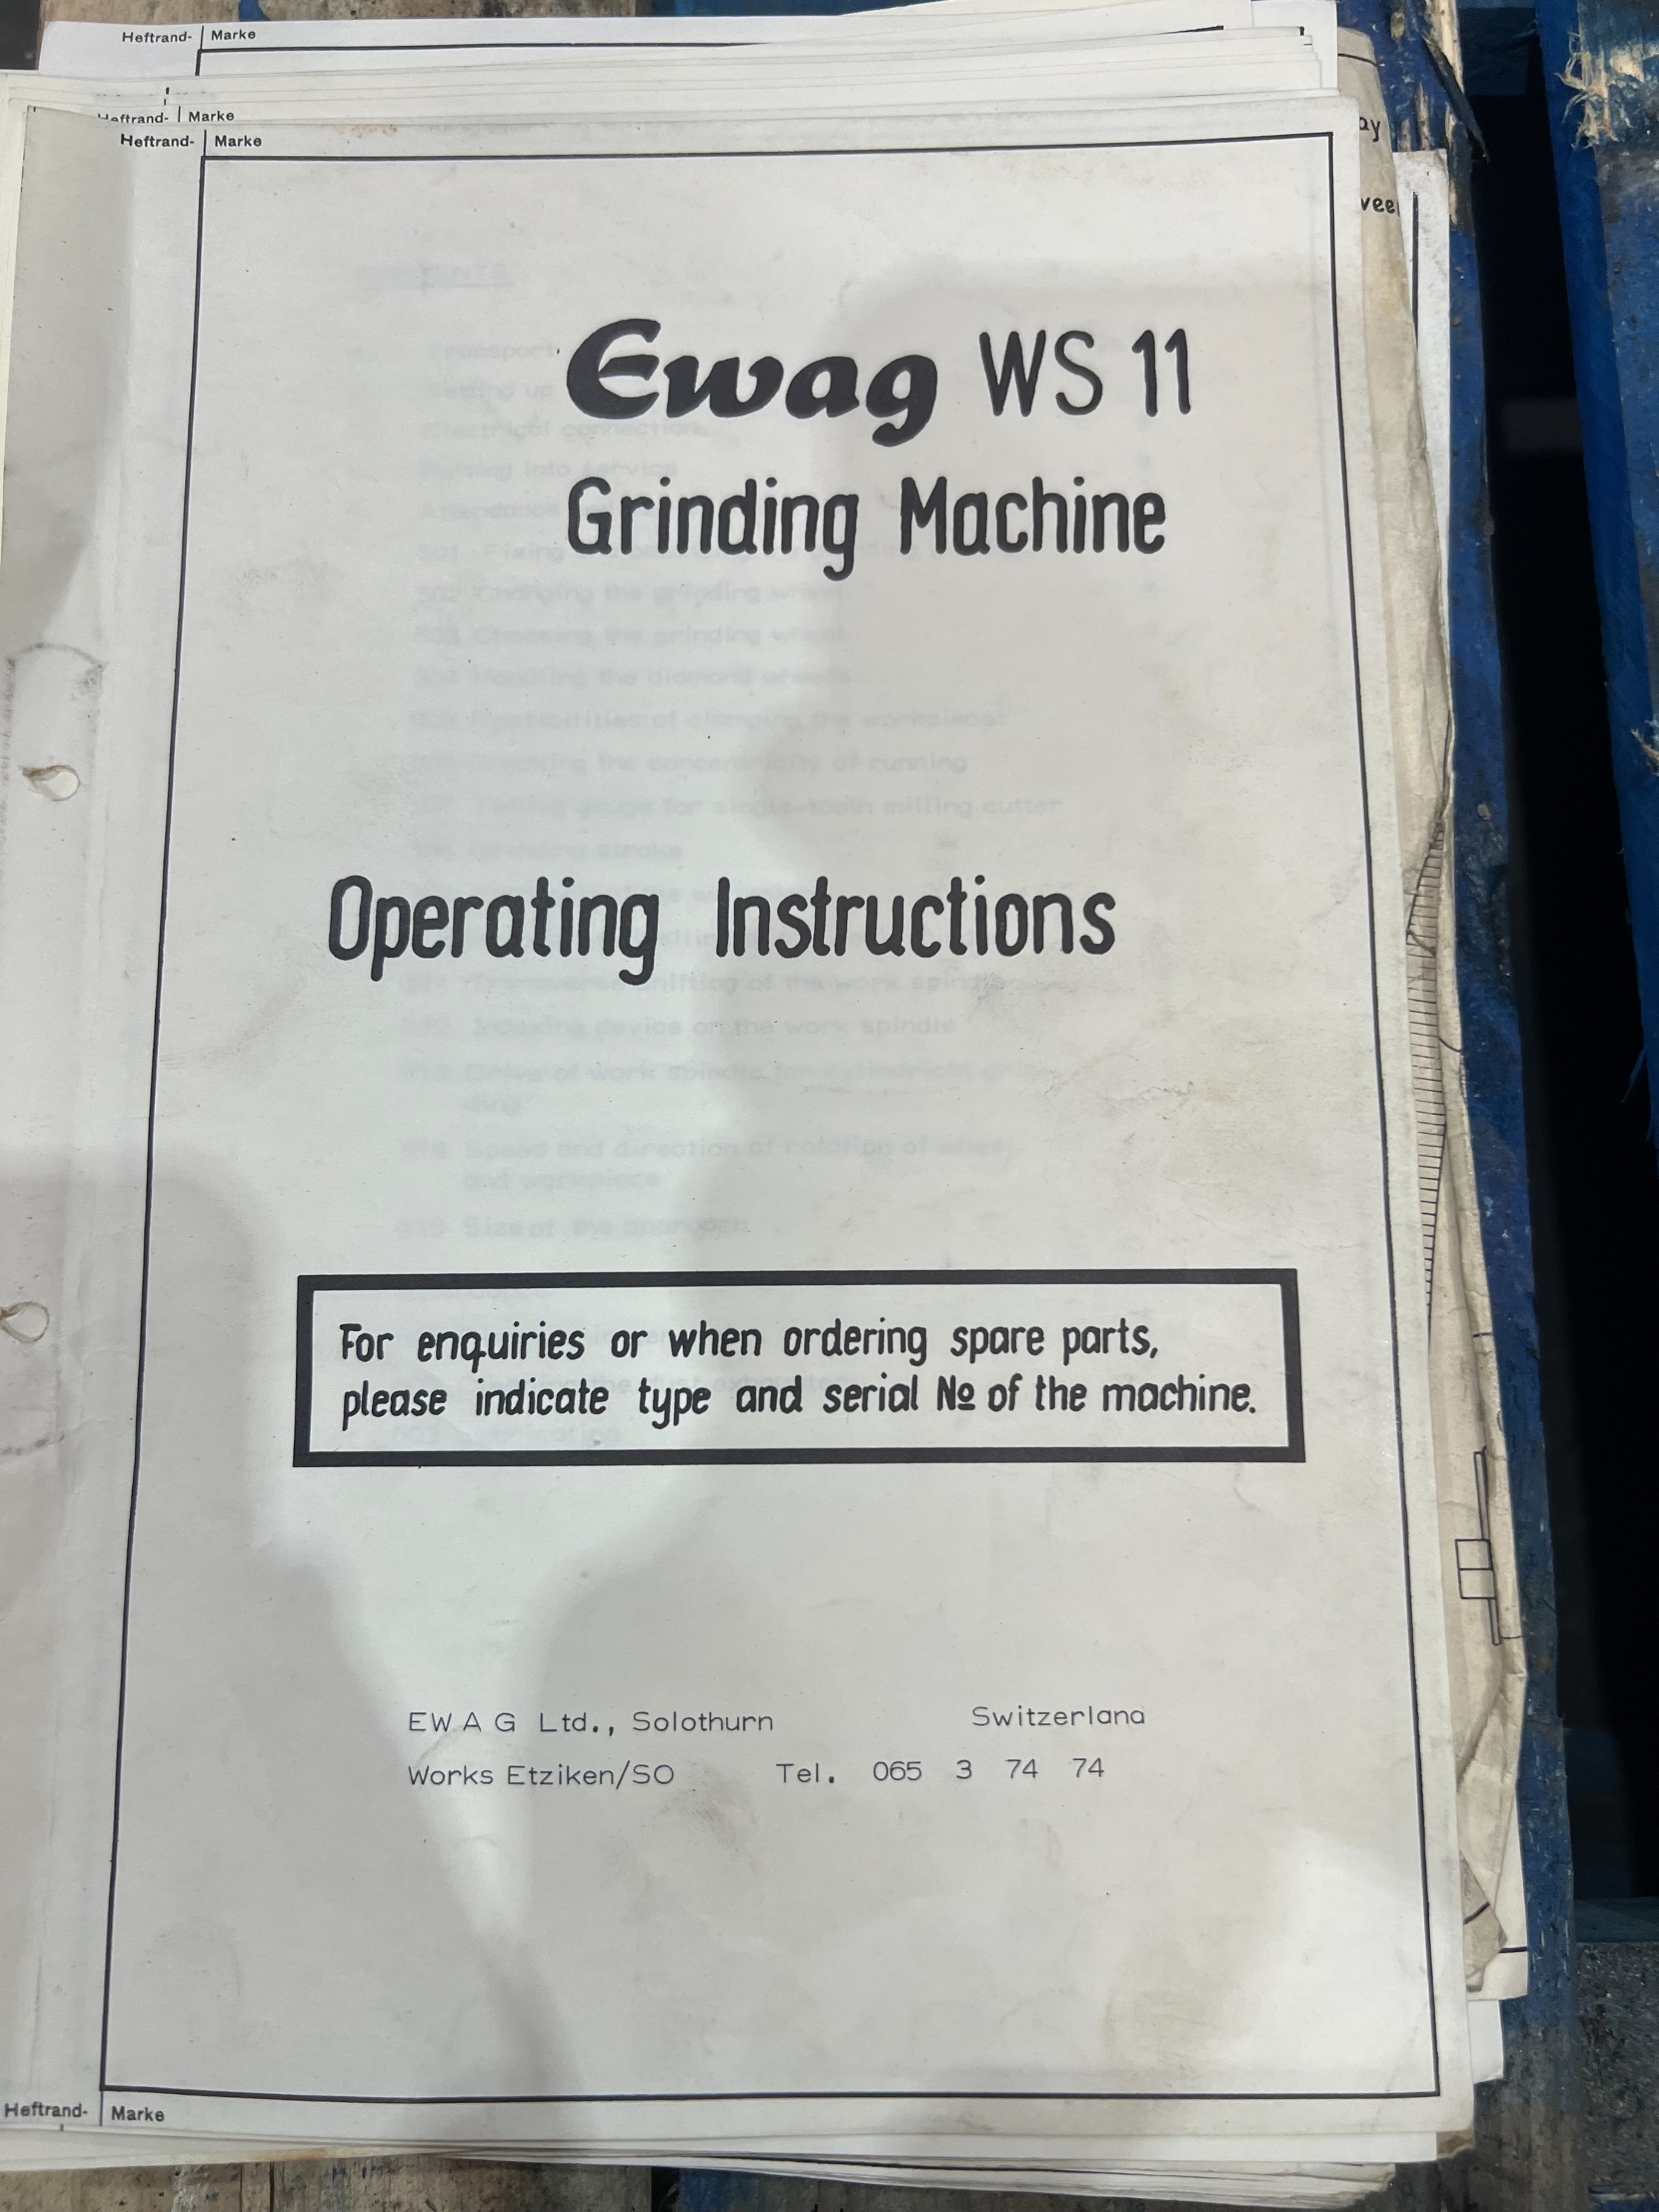 Heftrand- Marke
Heftrand- Marke
Heftrand- Marke
ay
vee
Ewag WS 11
Grinding Machine
Operating Instructions
For enquiries or when ordering spare parts,
please indicate type and serial № of the machine.
EWAG Ltd., Solothurn Switzerland
Works Etziken/SO Tel. 065 3 74 74
Heftrand- Marke